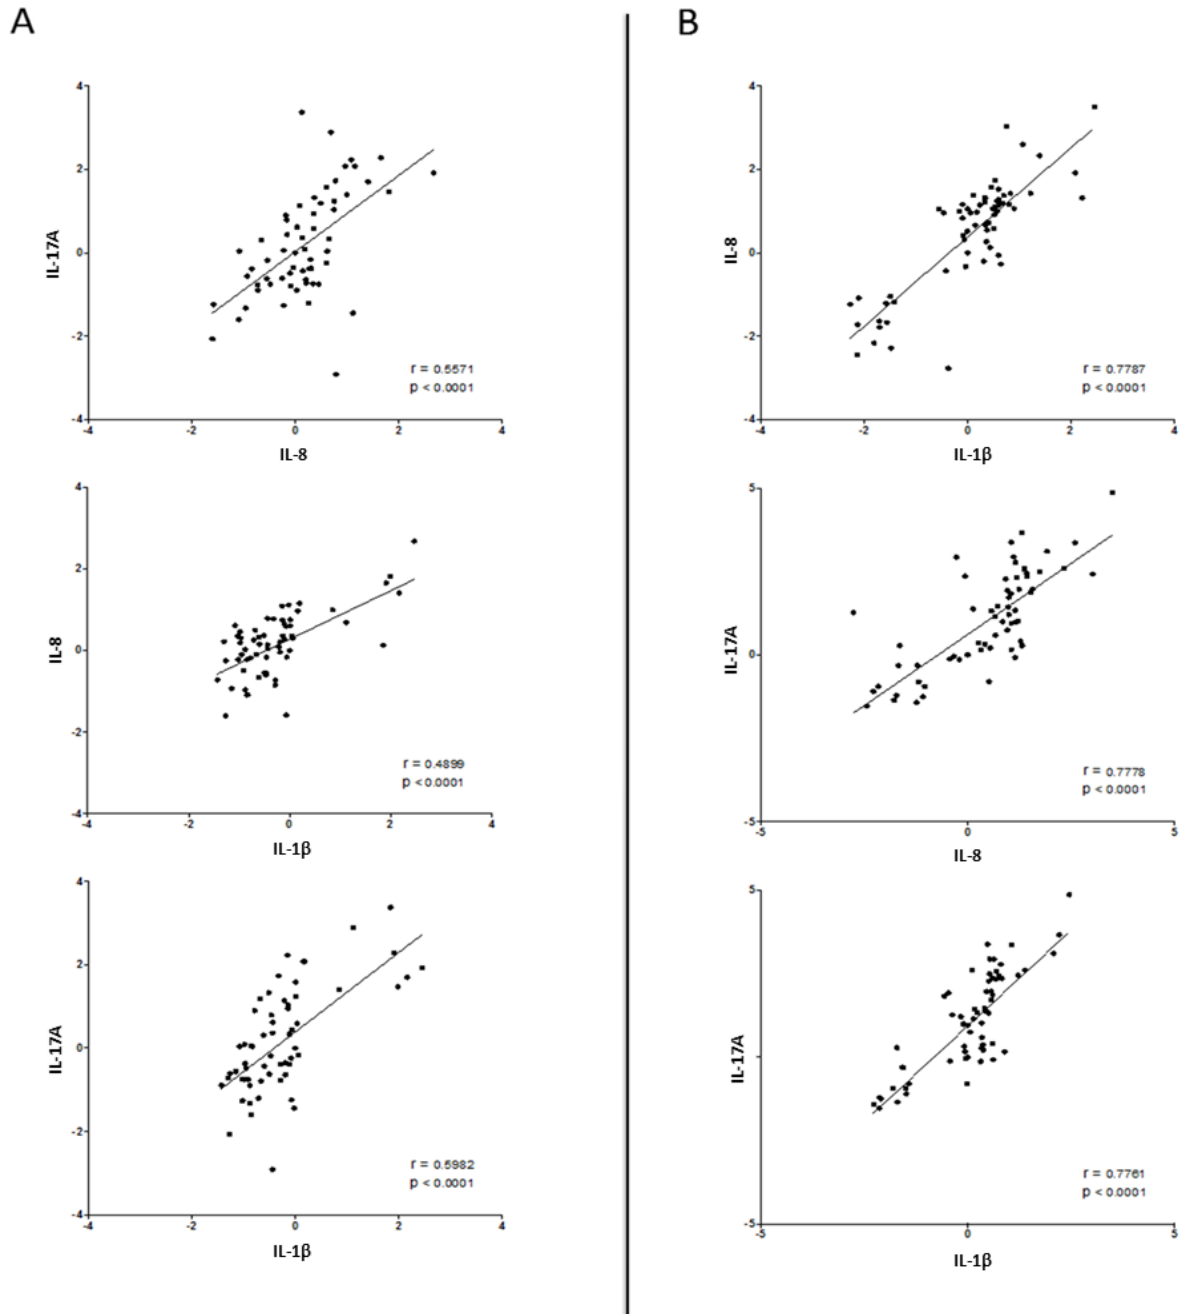 A
4
2
0
-2
-4
IL-17A
r = 0.5571
p < 0.0001
-4
-2
0
2
4
IL-8
4
2
0
-2
-4
IL-8
r = 0.4899
p < 0.0001
-4
-2
0
2
4
IL-1β
4
2
0
-2
-4
IL-17A
r = 0.5982
p < 0.0001
-4
-2
0
2
4
IL-1β
B
4
2
0
-2
-4
IL-8
r = 0.7787
p < 0.0001
-4
-2
0
2
4
IL-1β
5
0
-5
IL-17A
r = 0.7778
p < 0.0001
-5
0
5
IL-8
5
-5
IL-17A
r = 0.7761
p < 0.0001
-5
0
5
IL-1β